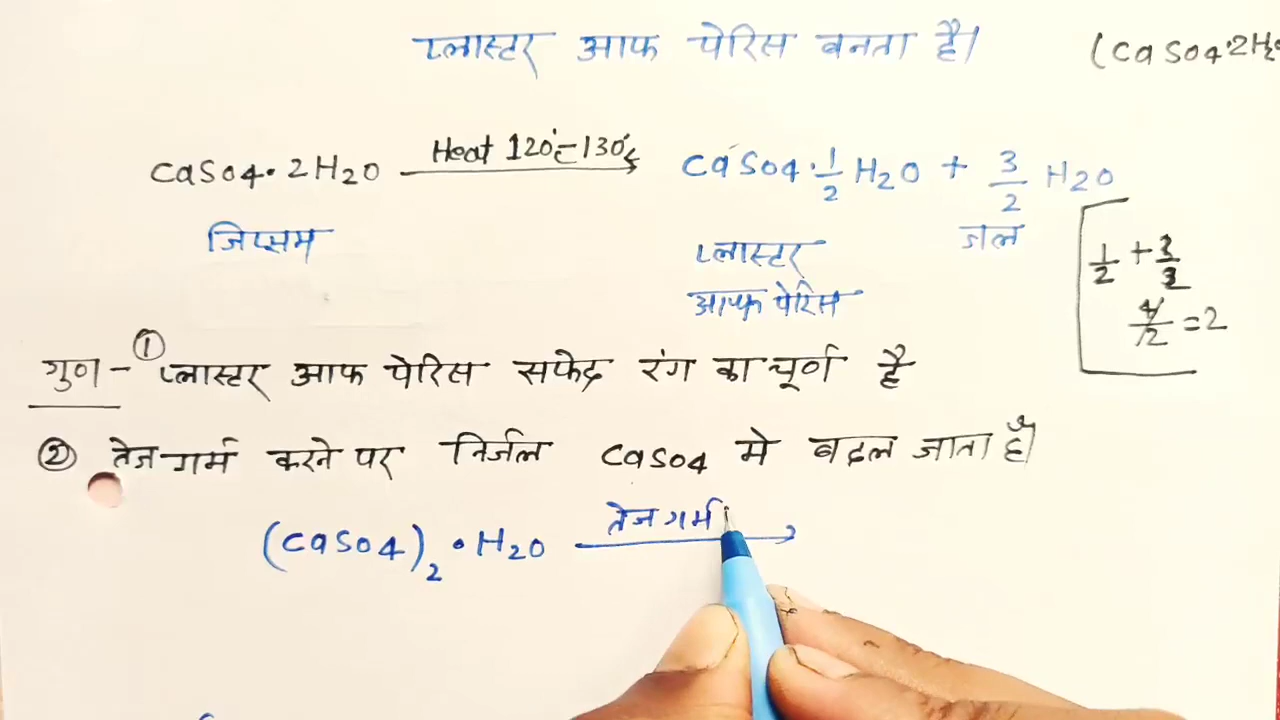 प्लास्टर आफ पेरिस बनता है। (CaSO4·2H2O
CaSO4·2H2O Heat 120°C-130°C CaSO4·1/2 H2O + 3/2 H2O
जिप्सम प्लास्टर जल
आफ पेरिस
1/2 + 3/2
4/2 = 2
गुण - ① प्लास्टर आफ पेरिस सफेद रंग का चूर्ण है
② तेज गर्म करने पर निर्जल CaSO4 मे बदल जाता है।
तेज गर्म
(CaSO4)2·H2O